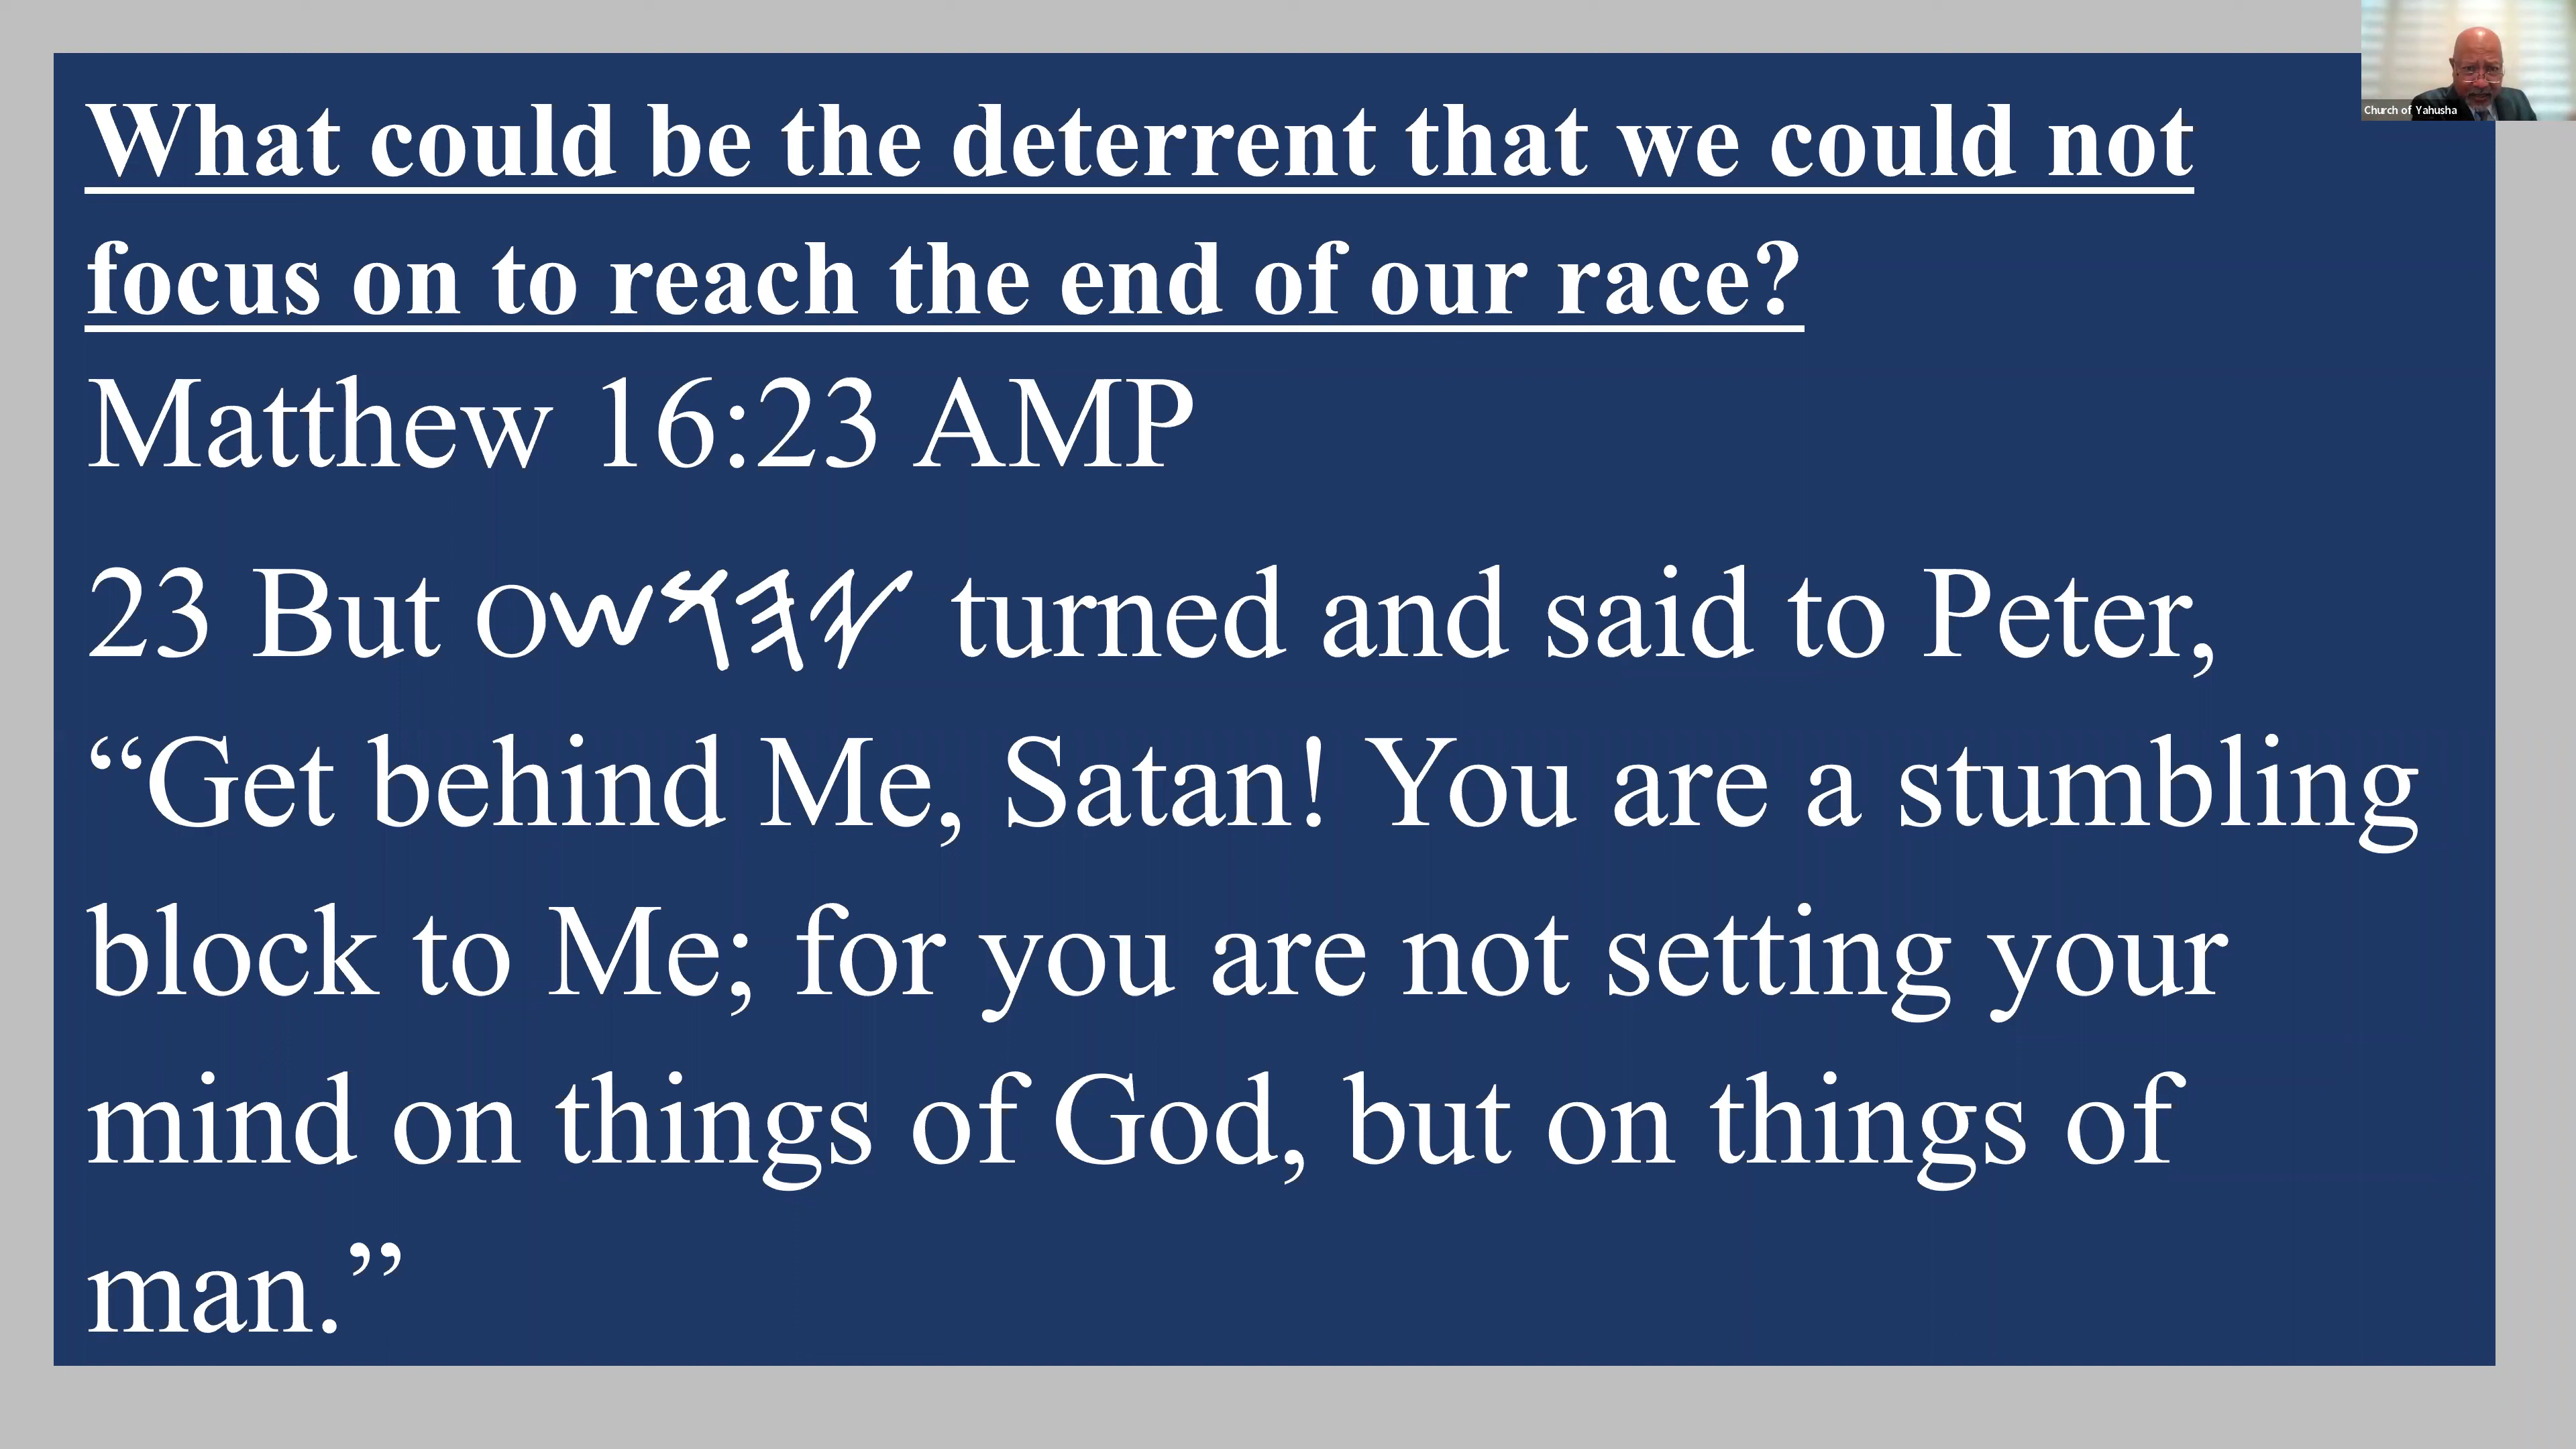 What could be the deterrent that we could not
focus on to reach the end of our race?
Matthew 16:23 AMP
23 But 𐤉𐤄𐤅𐤔𐤏 turned and said to Peter,
“Get behind Me, Satan! You are a stumbling
block to Me; for you are not setting your
mind on things of God, but on things of
man.”
Church of Yahusha